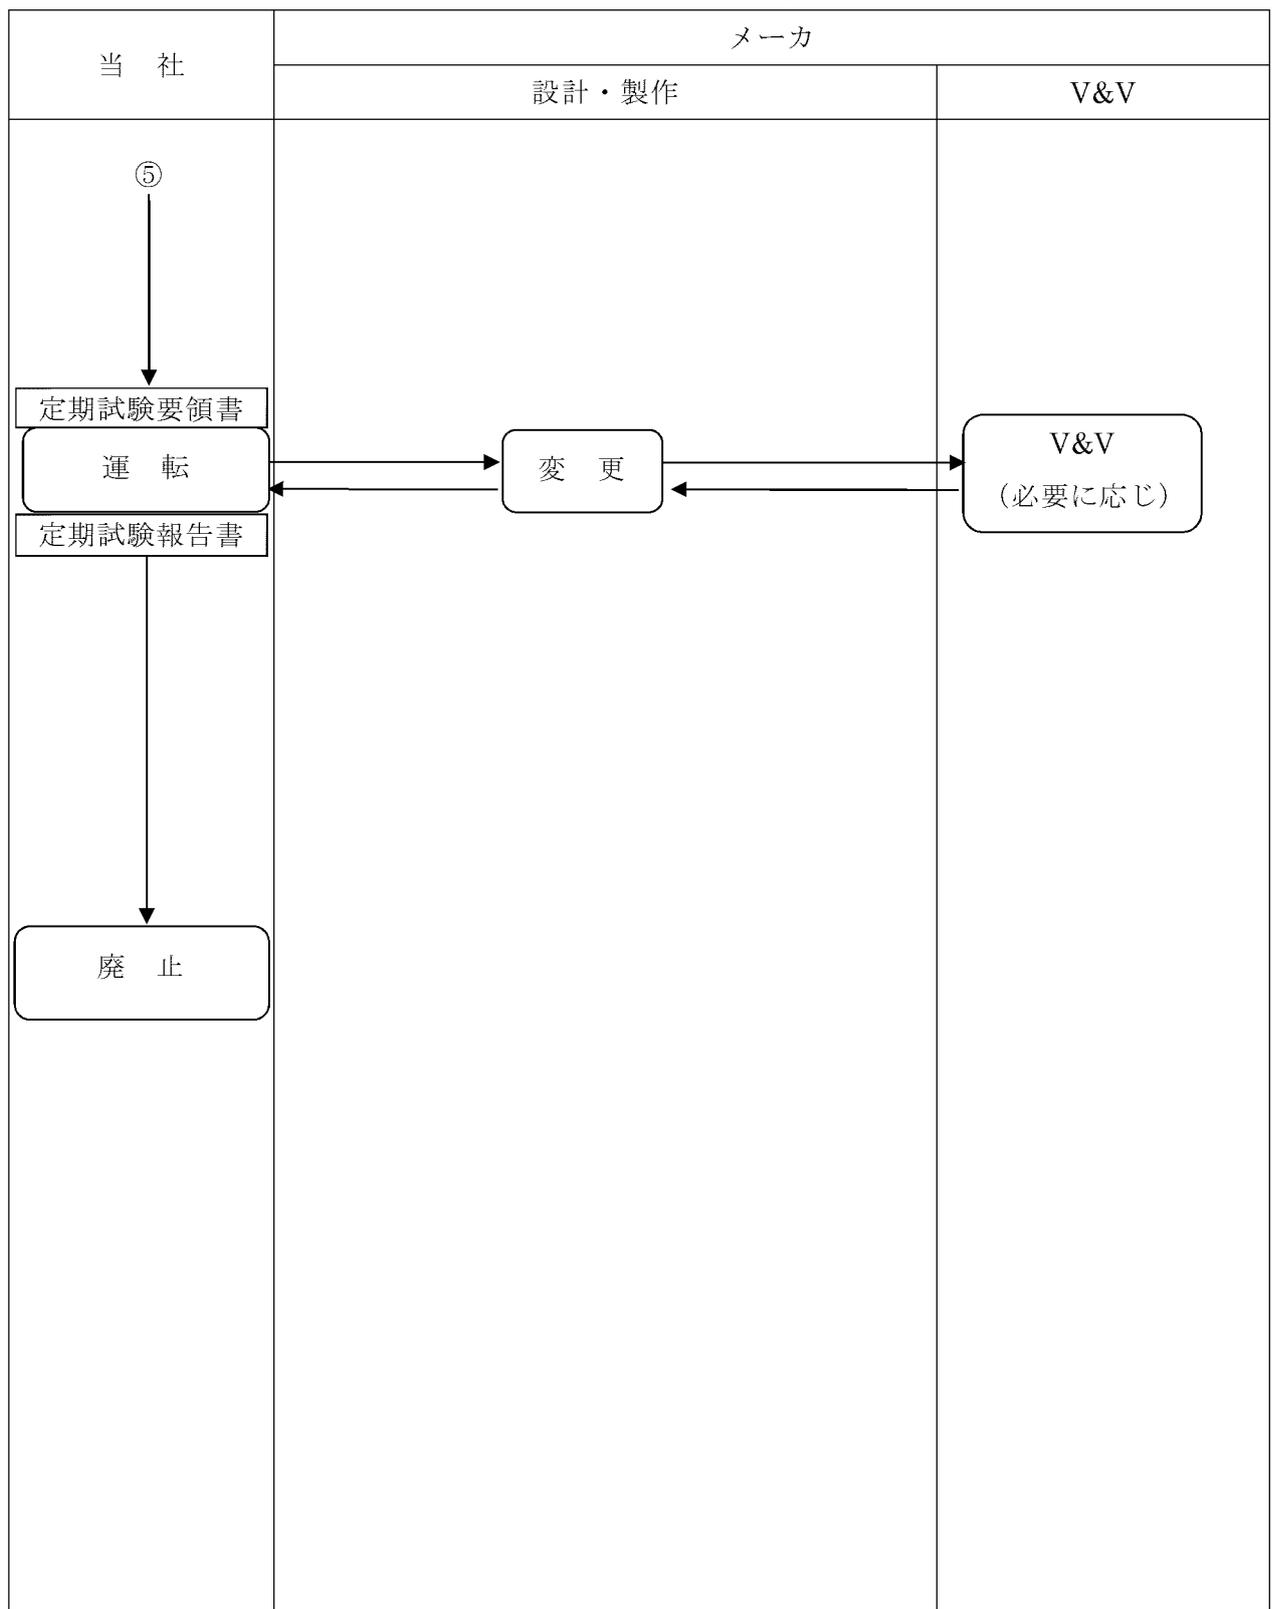 当　社
メーカ
設計・製作
V&V
⑤
定期試験要領書
運　転
変　更
V&V
（必要に応じ）
定期試験報告書
廃　止